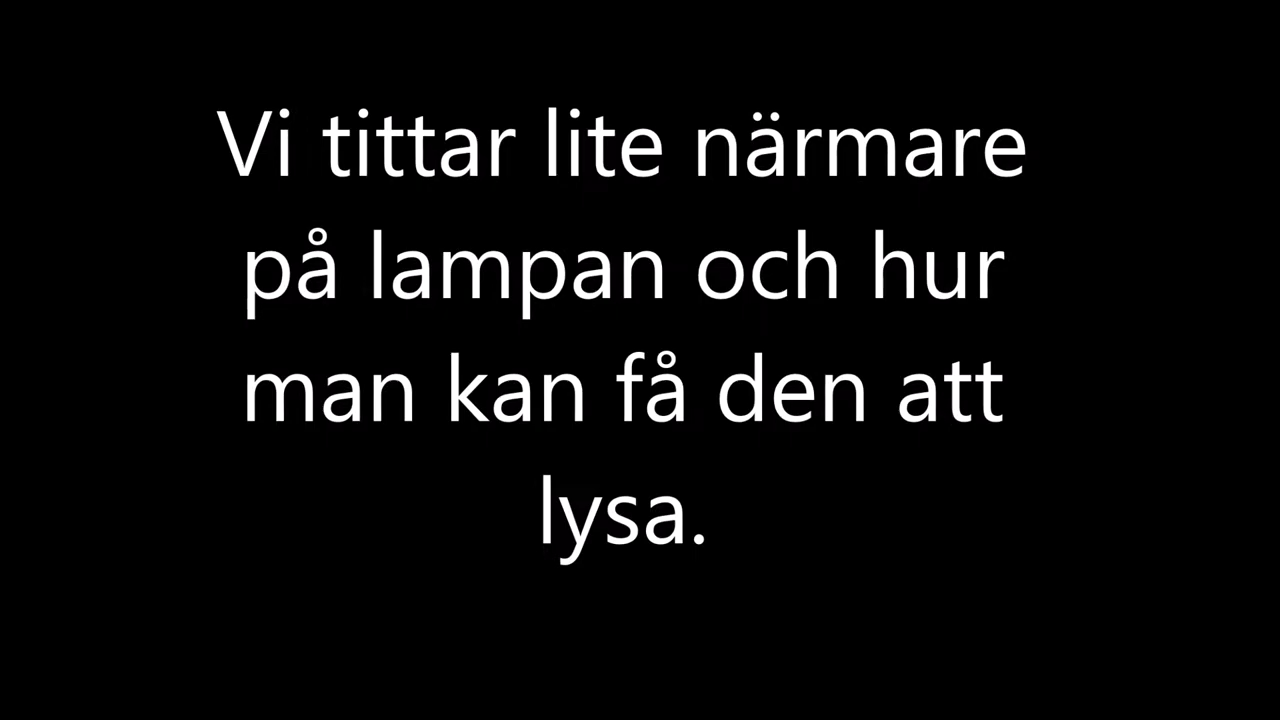 Vi tittar lite närmare
på lampan och hur
man kan få den att
lysa.